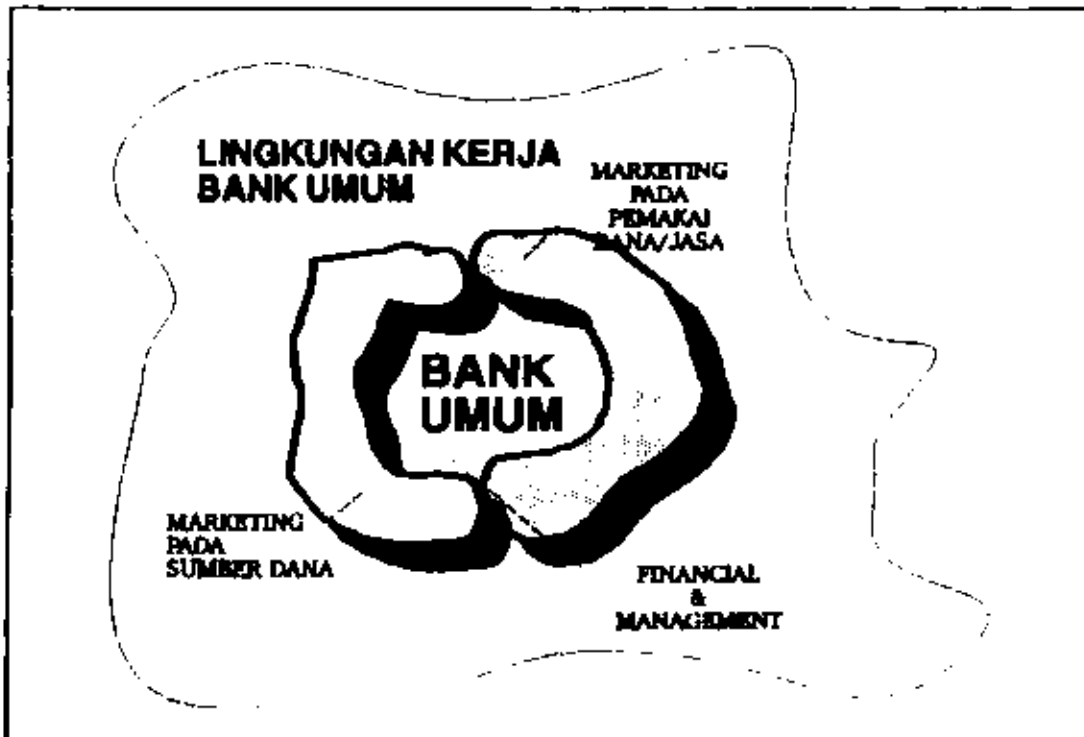 LINGKUNGAN KERJA
BANK UMUM
MARKETING
PADA
PEMAKAI
DANA/JASA
BANK
UMUM
MARKETING
PADA
SUMBER DANA
FINANCIAL
&
MANAGEMENT